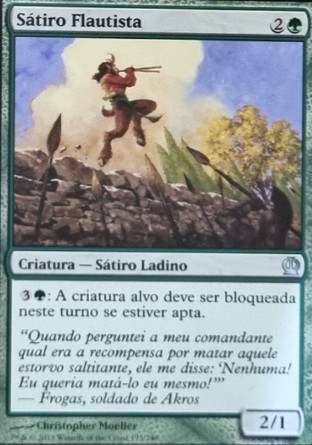 Sátiro Flautista 2
Criatura — Sátiro Ladino
3 : A criatura alvo deve ser bloqueada
neste turno se estiver apta.
"Quando perguntei a meu comandante
qual era a recompensa por matar aquele
estorvo saltitante, ele me disse: 'Nenhuma!
Eu queria matá-lo eu mesmo!'"
— Frogas, soldado de Akros
Christopher Moeller
2/1